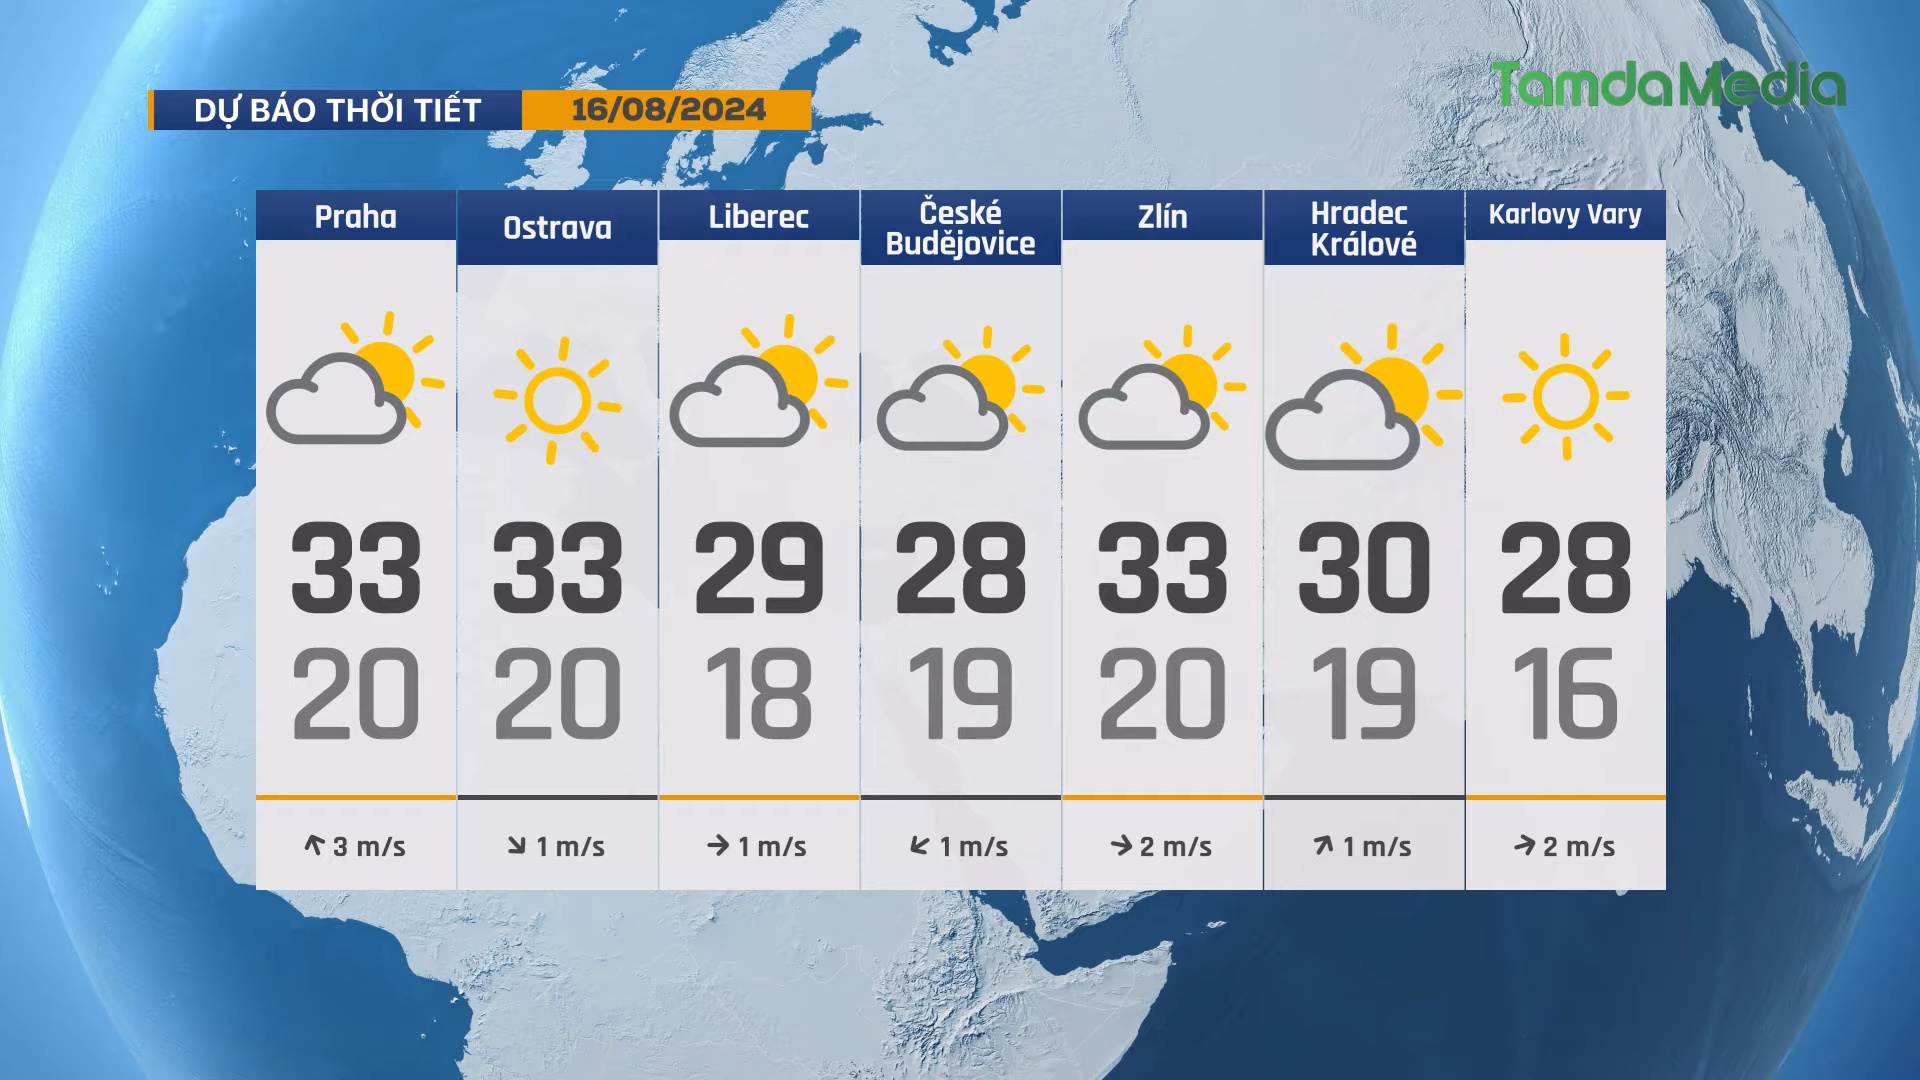 TamdaMedia
DỰ BÁO THỜI TIẾT
16/08/2024
Praha
33
20
3 m/s
Ostrava
33
20
1 m/s
Liberec
29
18
1 m/s
České
Budějovice
28
19
1 m/s
Zlín
33
20
2 m/s
Hradec
Králové
30
19
1 m/s
Karlovy Vary
28
16
2 m/s